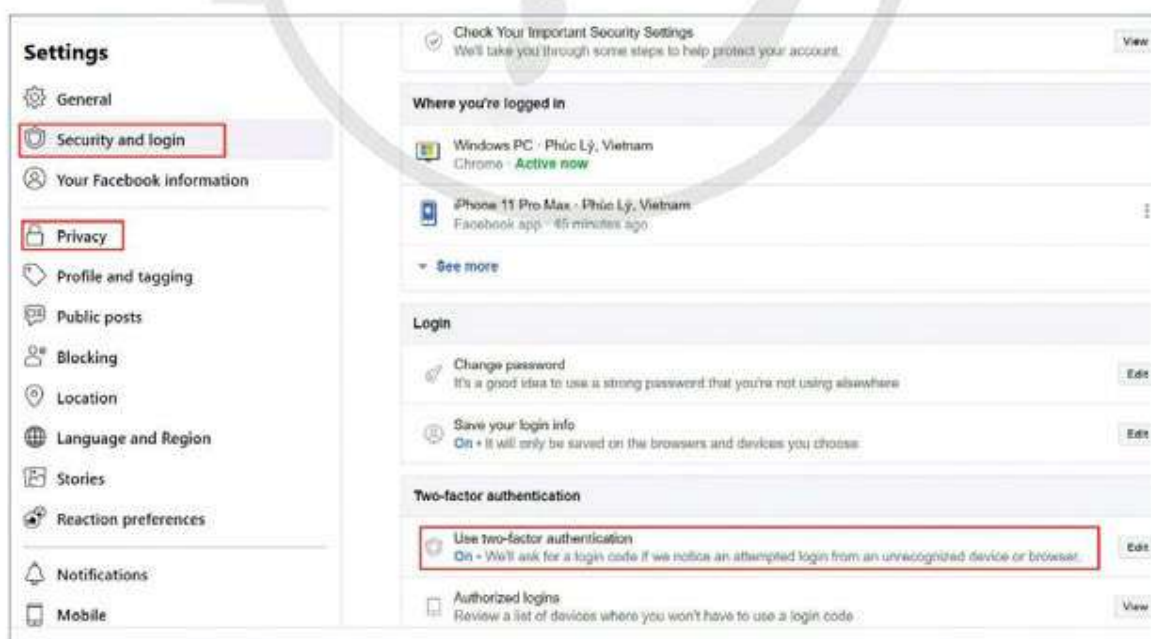 Settings
General
Security and login
Your Facebook information
Privacy
Profile and tagging
Public posts
Blocking
Location
Language and Region
Stories
Reaction preferences
Notifications
Mobile
Check Your Important Security Settings
We'll take you through some steps to help protect your account.
View
Where you're logged in
Windows PC · Phúc Lý, Vietnam
Chrome · Active now
iPhone 11 Pro Max · Phúc Lý, Vietnam
Facebook app · 45 minutes ago
See more
Login
Change password
It's a good idea to use a strong password that you're not using elsewhere
Edit
Save your login info
On • It will only be saved on the browsers and devices you choose
Edit
Two-factor authentication
Use two-factor authentication
On • We'll ask for a login code if we notice an attempted login from an unrecognized device or browser.
Edit
Authorized logins
Review a list of devices where you won't have to use a login code
View